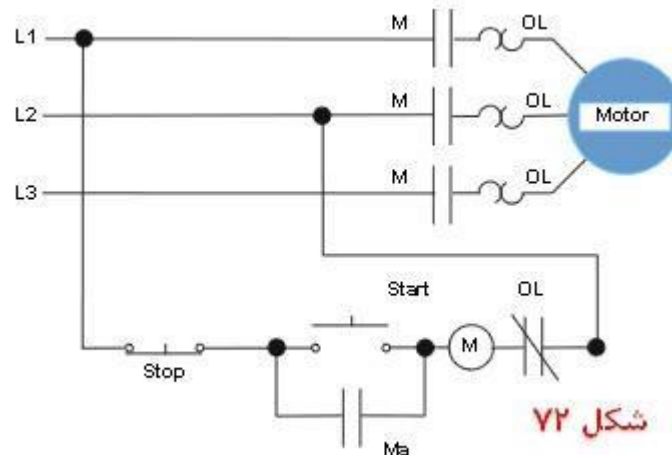 L1 M OL
L2 M OL Motor
L3 M OL
Start OL
Stop M
Ma
شکل ۷۲